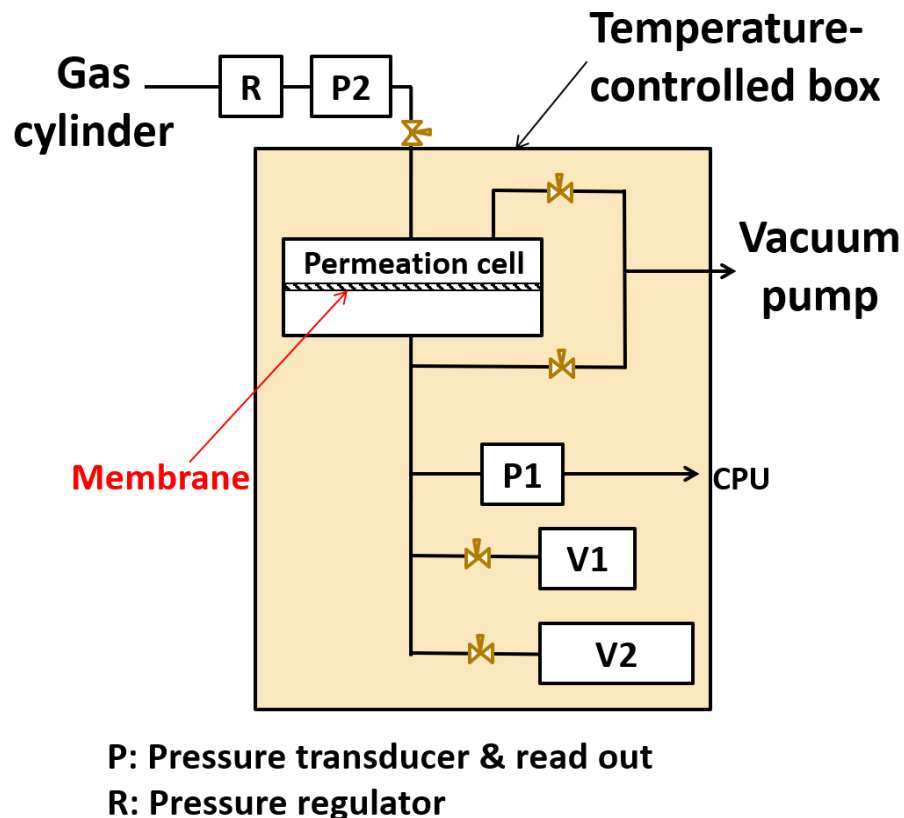 Temperature-
controlled box
Gas
cylinder
R
P2
Permeation cell
Vacuum
pump
Membrane
P1
CPU
V1
V2
P: Pressure transducer & read out
R: Pressure regulator